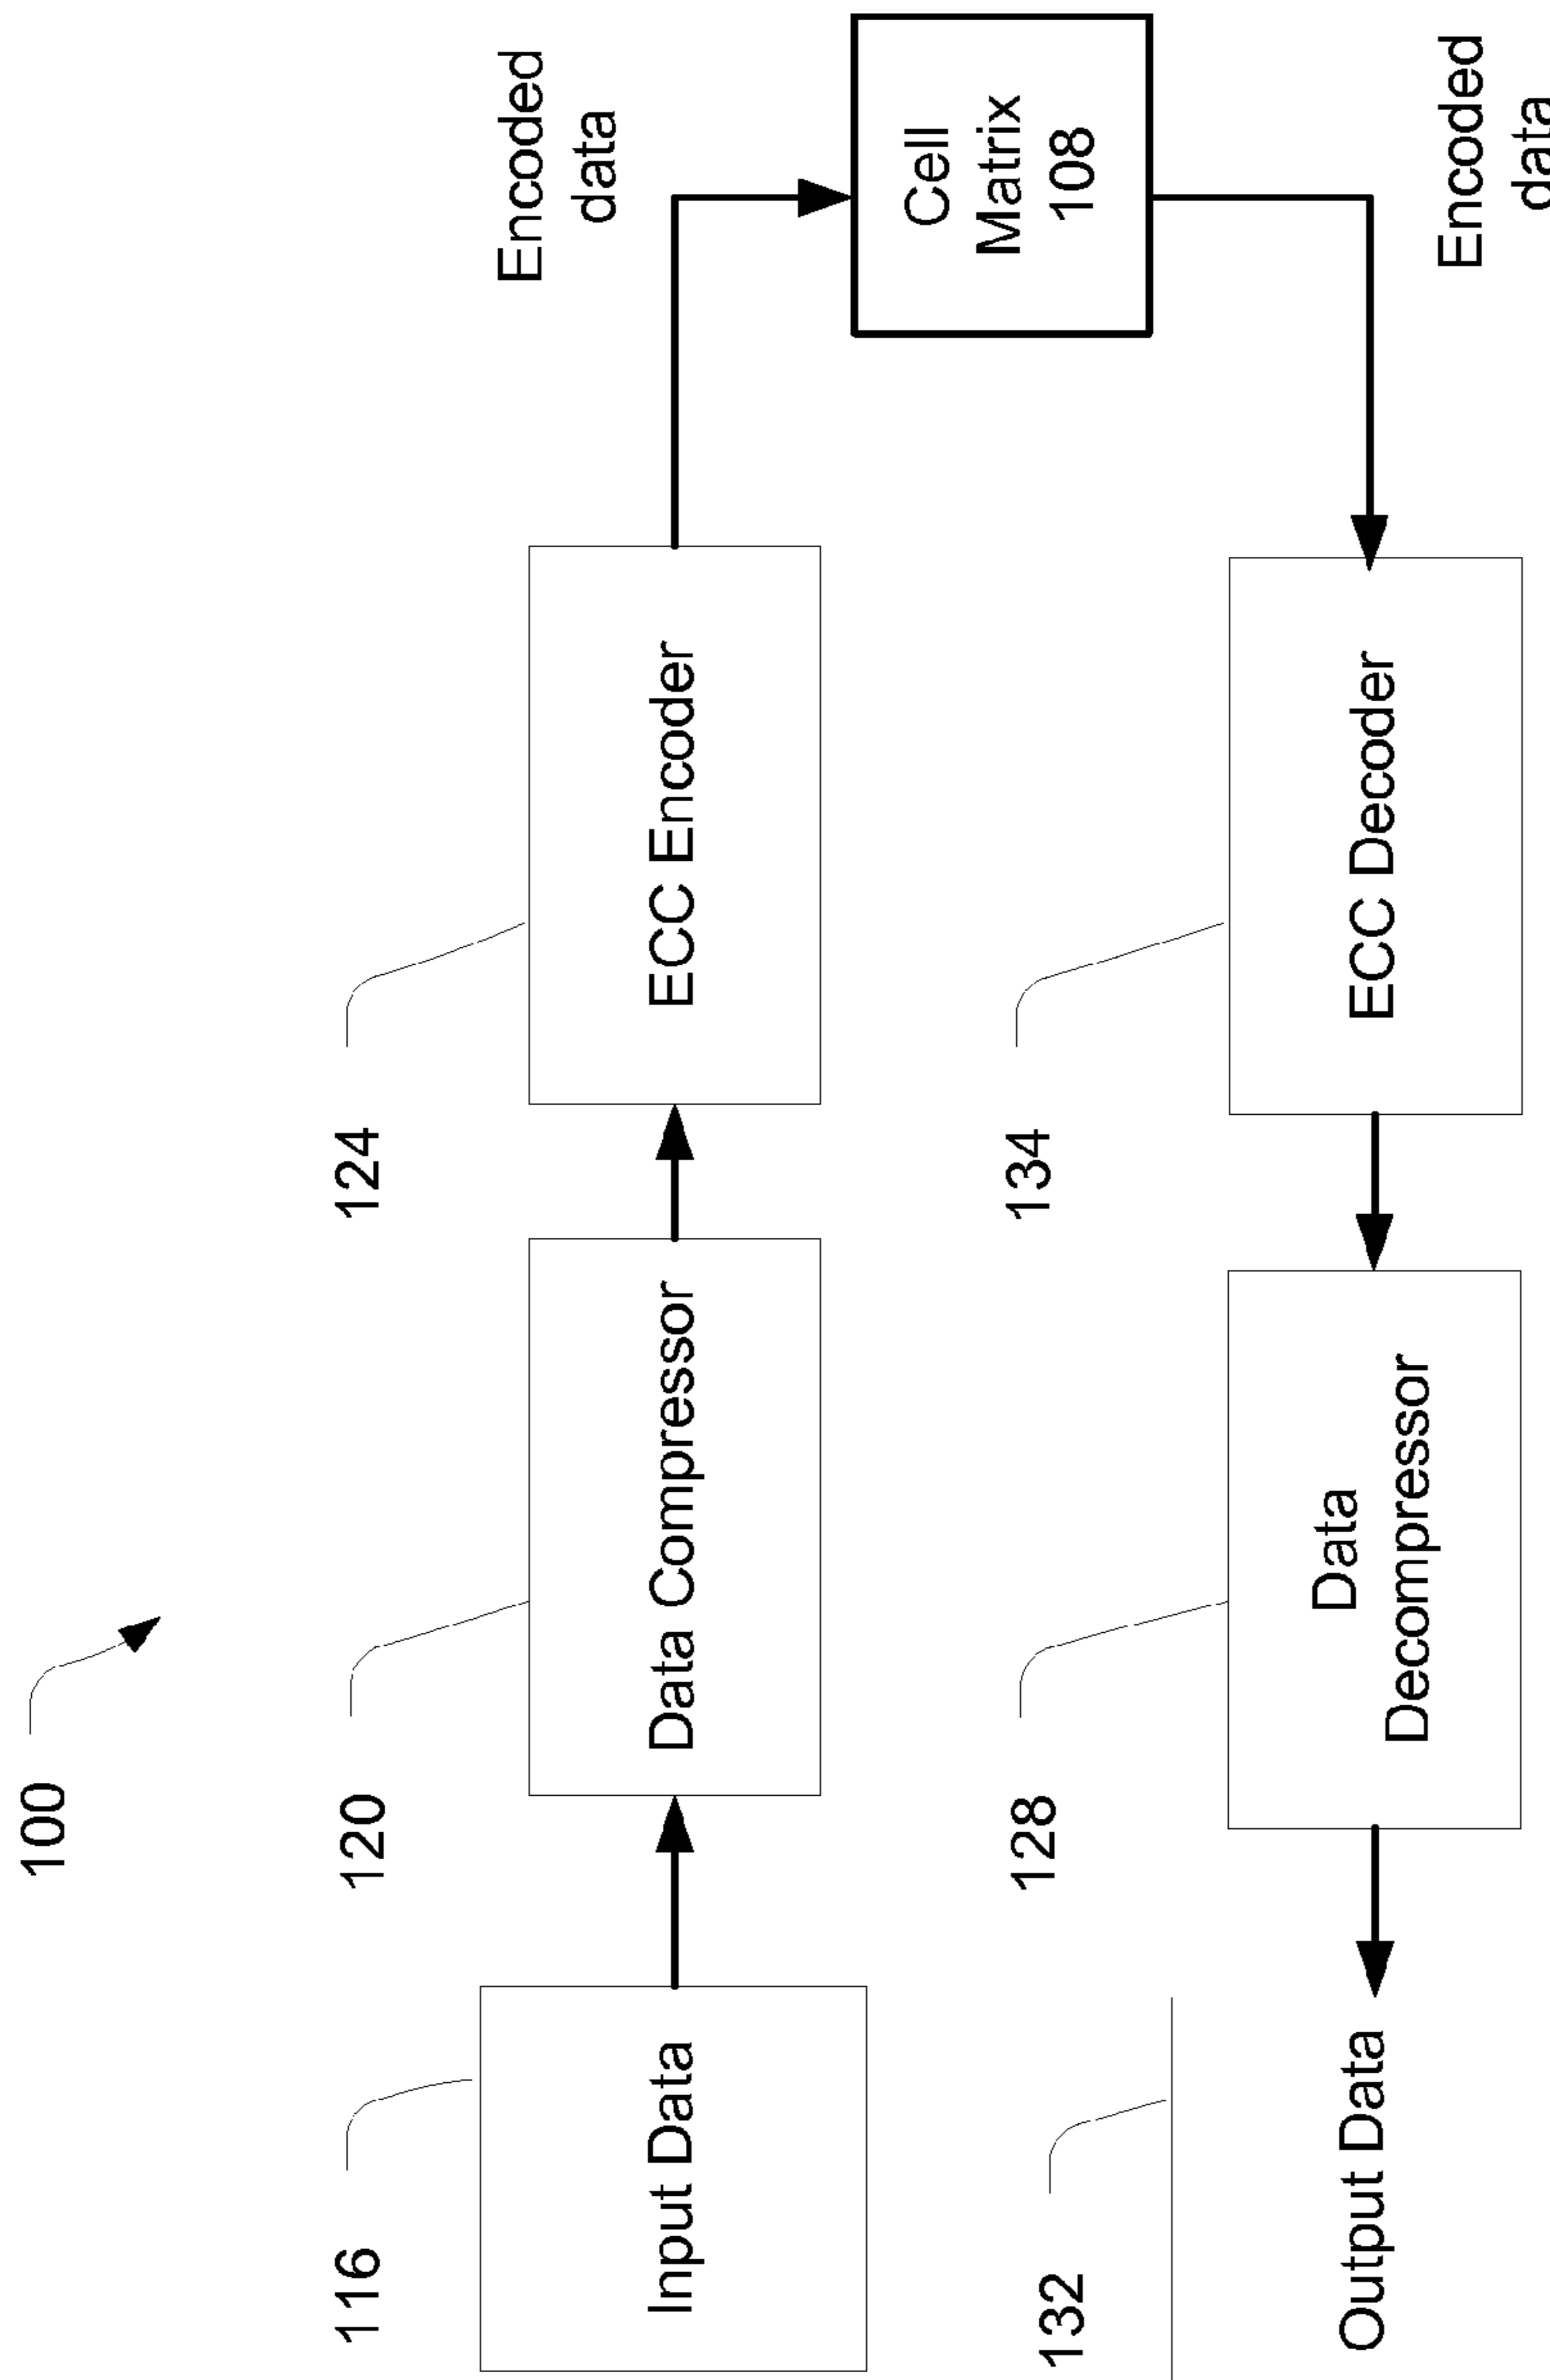 100
116
120
124
Input Data
Data Compressor
ECC Encoder
Encoded
data
Cell
Matrix
108
132
128
134
Output Data
Data
Decompressor
ECC Decoder
Encoded
data